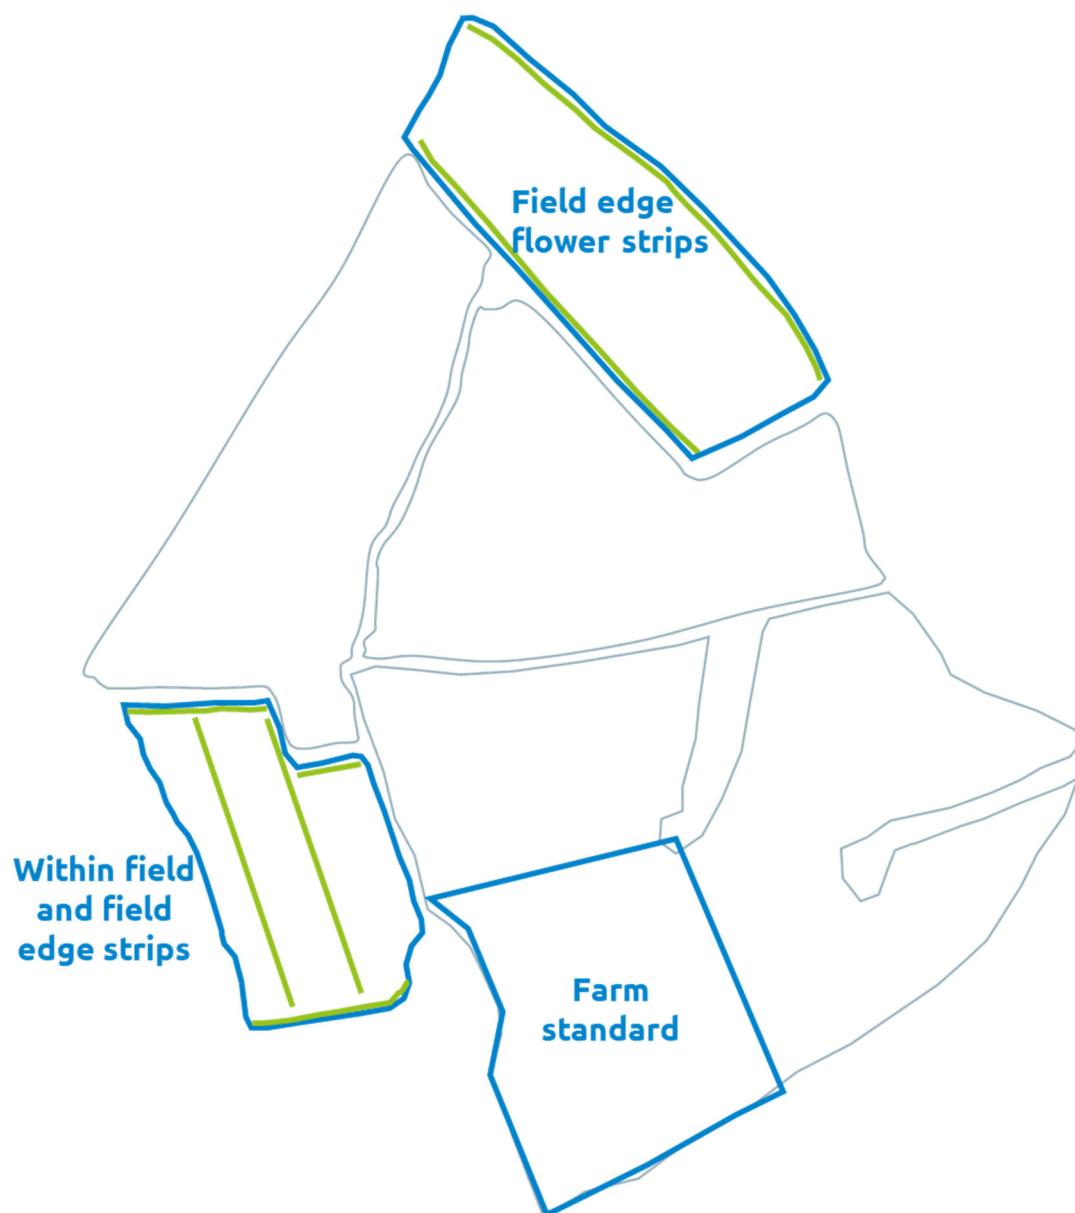 Field edge
flower strips
Within field
and field
edge strips
Farm
standard